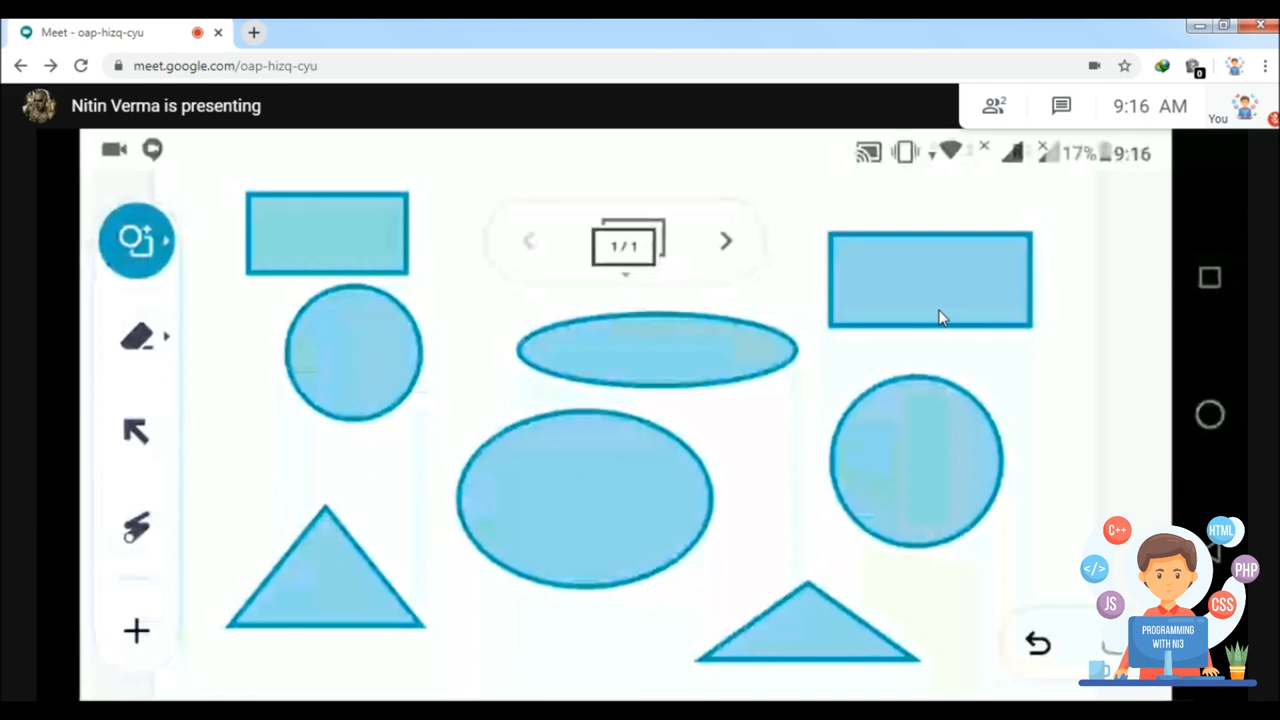 Meet - oap-hizq-cyu
meet.google.com/oap-hizq-cyu
0
Nitin Verma is presenting
2
9:16 AM
You
17% 9:16
1/1
C++
HTML
</>
PHP
JS
CSS
PROGRAMMING
WITH NI3